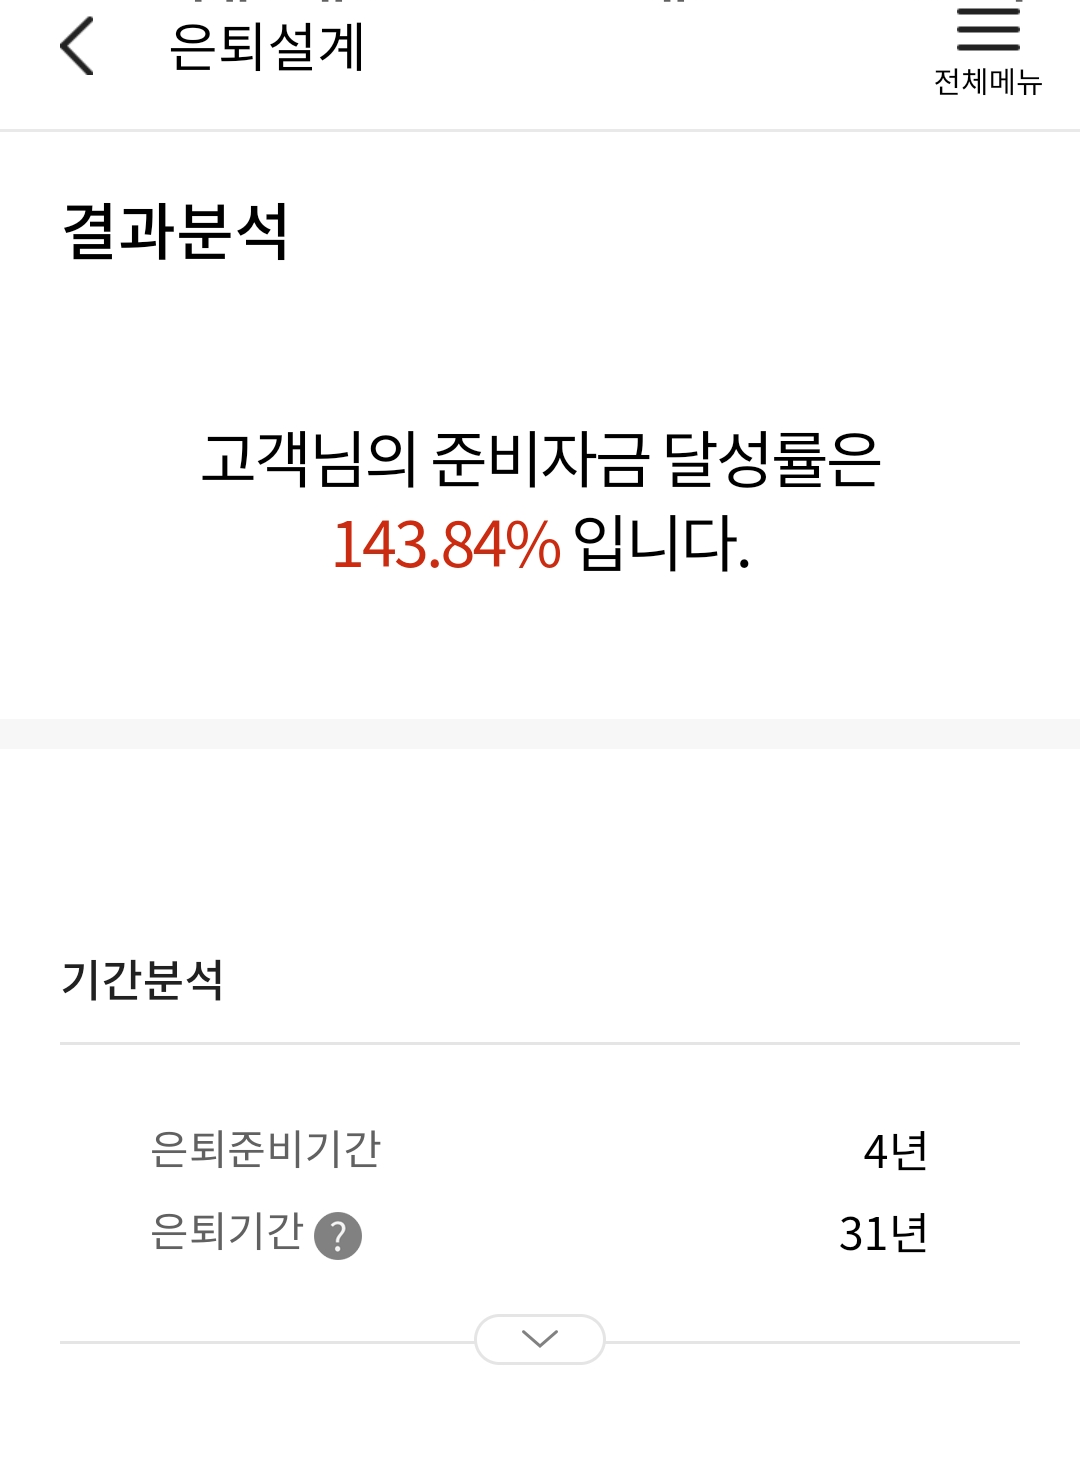 은퇴설계
전체메뉴
결과분석
고객님의 준비자금 달성률은
143.84% 입니다.
기간분석
은퇴준비기간 4년
은퇴기간 ? 31년